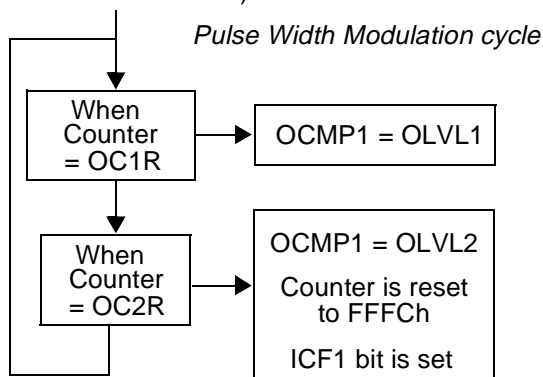 Pulse Width Modulation cycle
When
Counter
= OC1R
OCMP1 = OLVL1
When
Counter
= OC2R
OCMP1 = OLVL2
Counter is reset
to FFFCh
ICF1 bit is set